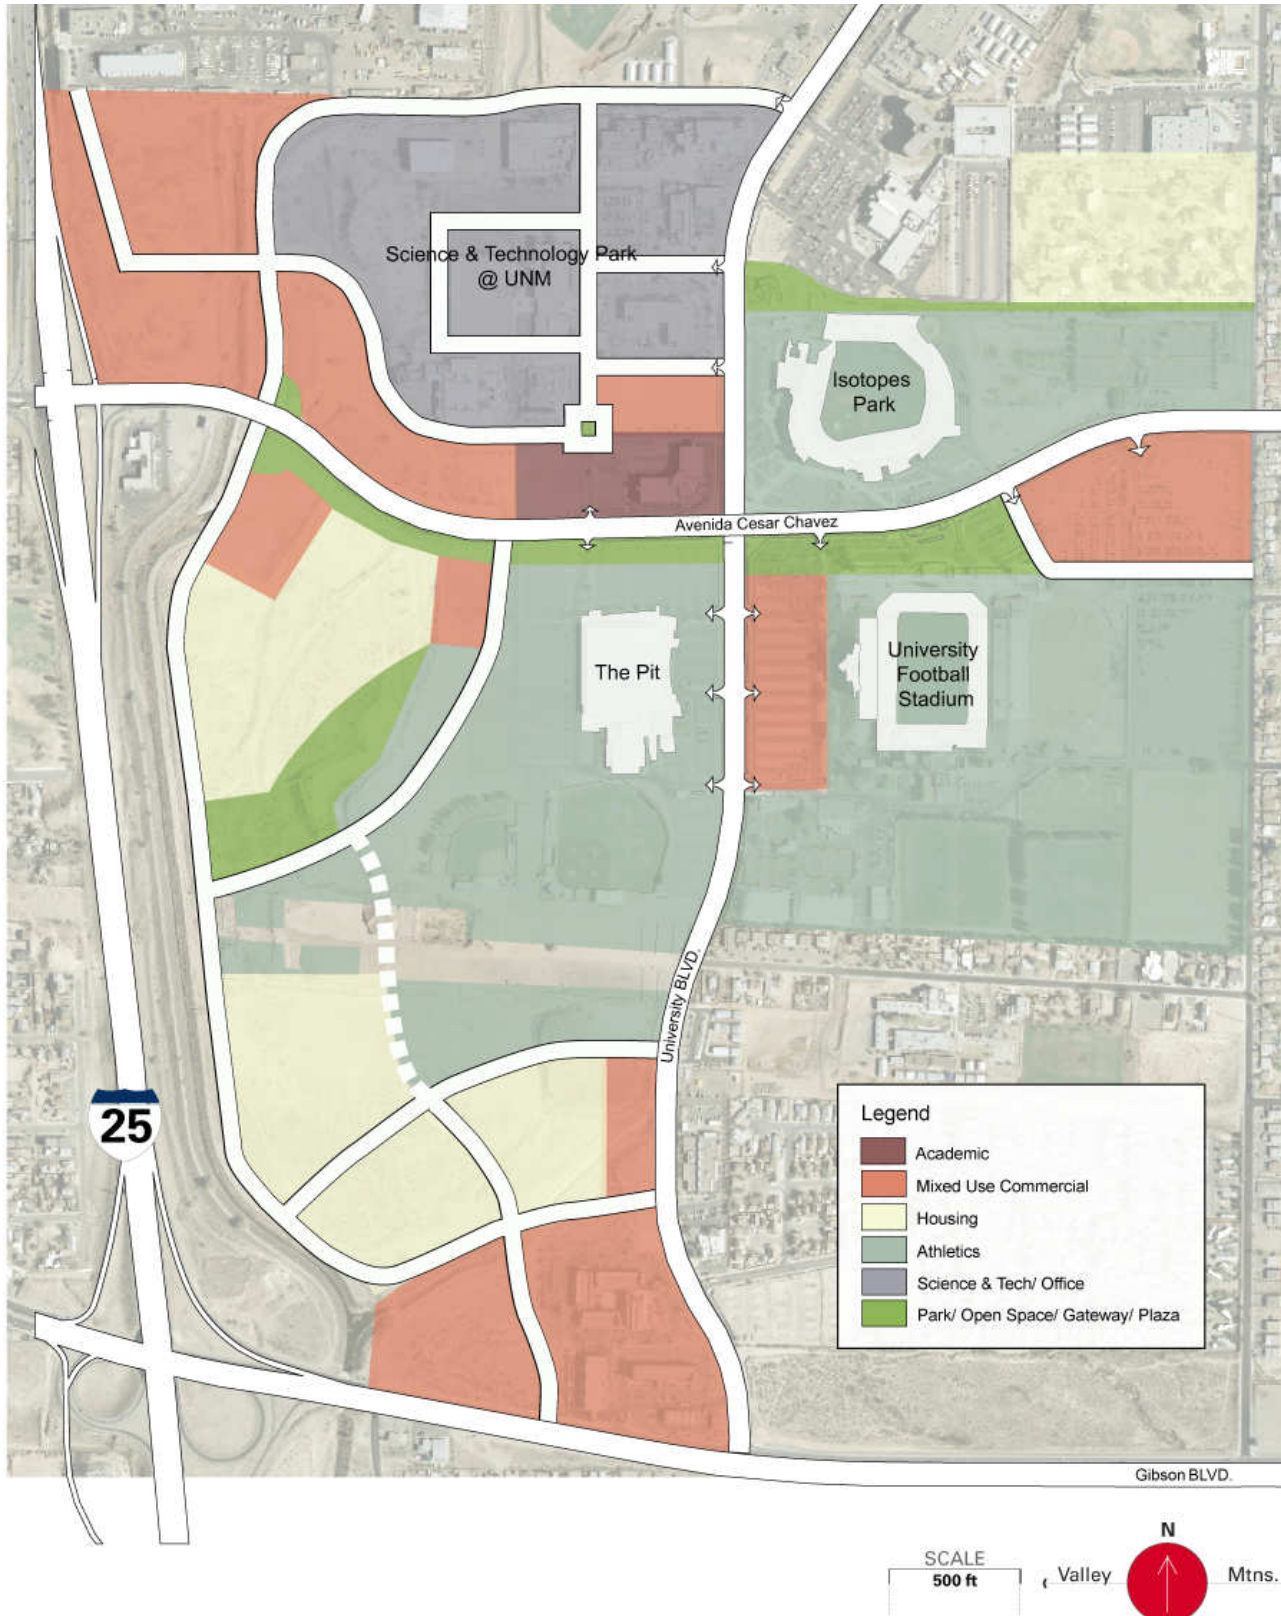 Science & Technology Park
@ UNM
Isotopes
Park
Avenida Cesar Chavez
The Pit
University
Football
Stadium
University BLVD.
25
Legend
Academic
Mixed Use Commercial
Housing
Athletics
Science & Tech/ Office
Park/ Open Space/ Gateway/ Plaza
Gibson BLVD.
N
SCALE
500 ft
Valley
Mtns.